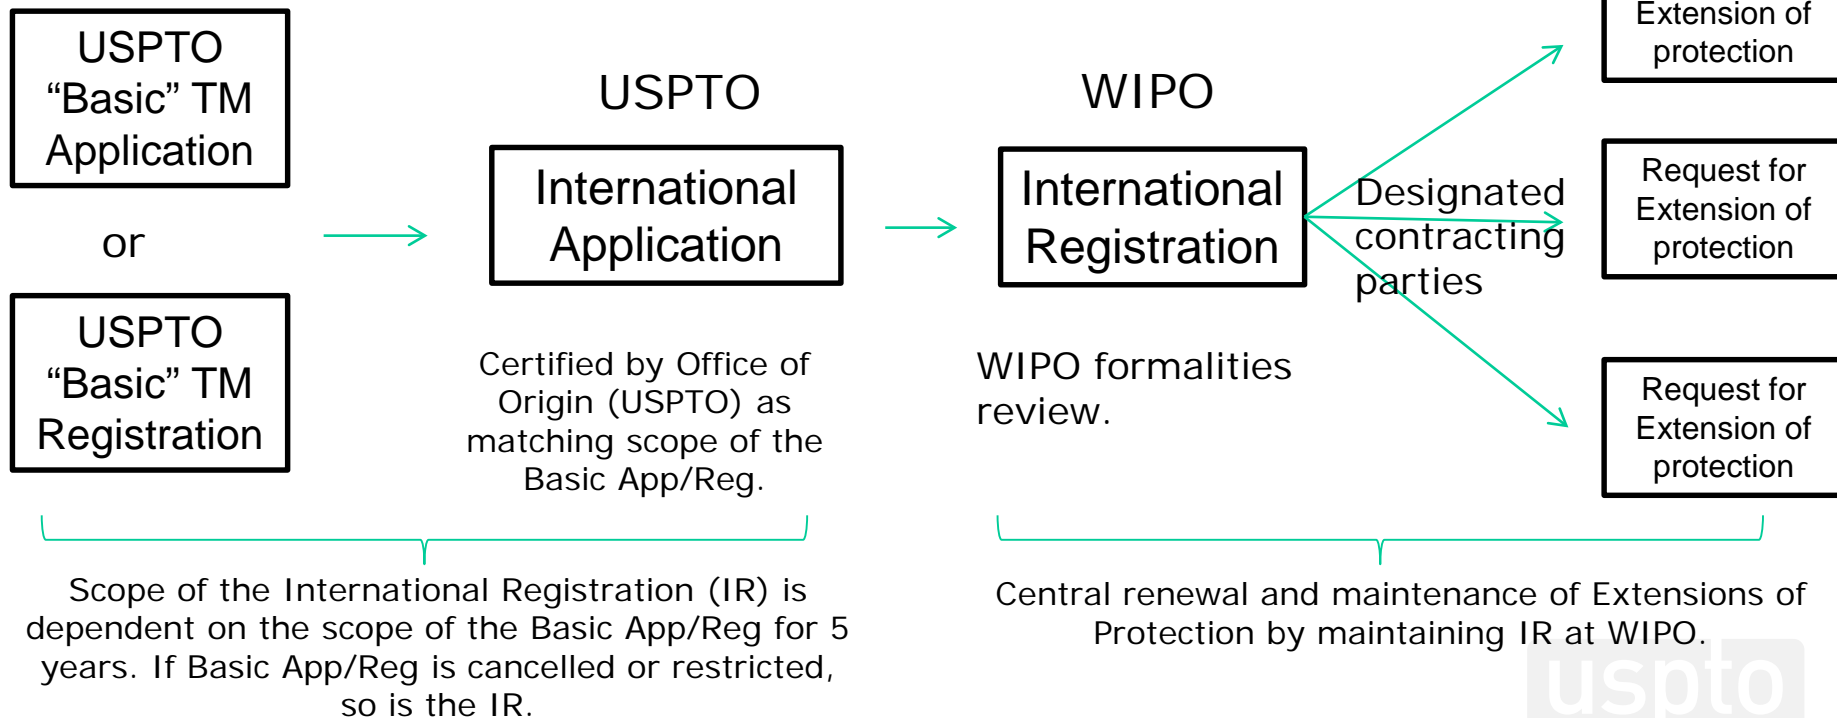 USPTO
“Basic” TM
Application
or
USPTO
“Basic” TM
Registration
USPTO
International
Application
Certified by Office of
Origin (USPTO) as
matching scope of the
Basic App/Reg.
WIPO
International
Registration
WIPO formalities
review.
Designated
contracting
parties
Extension of
protection
Request for
Extension of
protection
Request for
Extension of
protection
Scope of the International Registration (IR) is
dependent on the scope of the Basic App/Reg for 5
years. If Basic App/Reg is cancelled or restricted,
so is the IR.
Central renewal and maintenance of Extensions of
Protection by maintaining IR at WIPO.
uspto